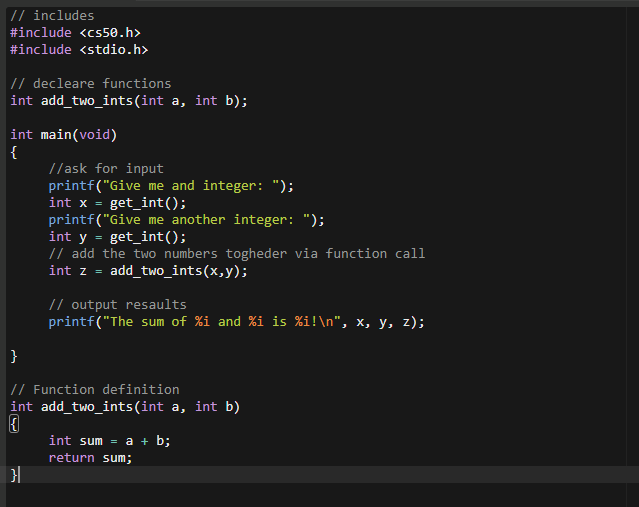 // includes
#include <cs50.h>
#include <stdio.h>
// decleare functions
int add_two_ints(int a, int b);
int main(void)
{
//ask for input
printf("Give me and integer: ");
int x = get_int();
printf("Give me another integer: ");
int y = get_int();
// add the two numbers togheder via function call
int z = add_two_ints(x,y);
// output resaults
printf("The sum of %i and %i is %i!\n", x, y, z);
}
// Function definition
int add_two_ints(int a, int b)
{
int sum = a + b;
return sum;
}